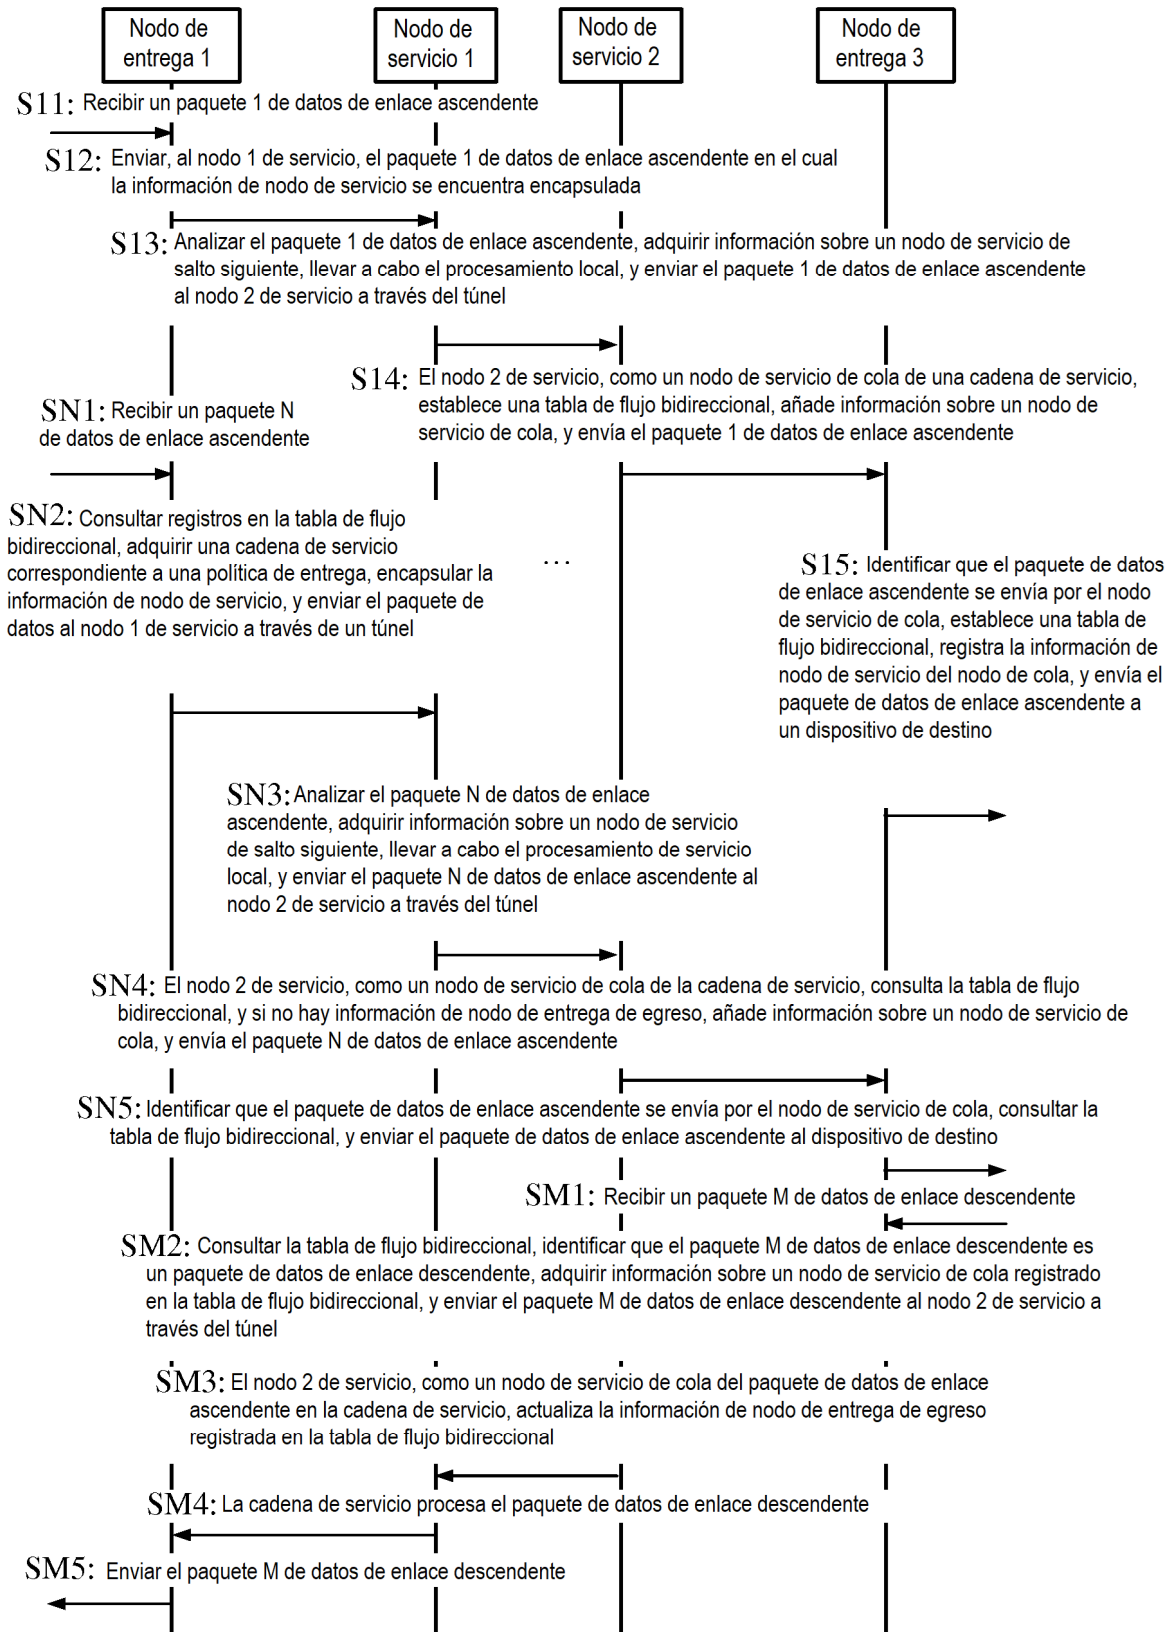 Nodo de
entrega 1
Nodo de
servicio 1
Nodo de
servicio 2
Nodo de
entrega 3
S11: Recibir un paquete 1 de datos de enlace ascendente
S12: Enviar, al nodo 1 de servicio, el paquete 1 de datos de enlace ascendente en el cual
la información de nodo de servicio se encuentra encapsulada
S13: Analizar el paquete 1 de datos de enlace ascendente, adquirir información sobre un nodo de servicio de
salto siguiente, llevar a cabo el procesamiento local, y enviar el paquete 1 de datos de enlace ascendente
al nodo 2 de servicio a través del túnel
S14: El nodo 2 de servicio, como un nodo de servicio de cola de una cadena de servicio,
establece una tabla de flujo bidireccional, añade información sobre un nodo de
servicio de cola, y envía el paquete 1 de datos de enlace ascendente
SN1: Recibir un paquete N
de datos de enlace ascendente
SN2: Consultar registros en la tabla de flujo
bidireccional, adquirir una cadena de servicio
correspondiente a una política de entrega, encapsular la
información de nodo de servicio, y enviar el paquete de
datos al nodo 1 de servicio a través de un túnel
...
S15: Identificar que el paquete de datos
de enlace ascendente se envía por el nodo
de servicio de cola, establece una tabla de
flujo bidireccional, registra la información de
nodo de servicio del nodo de cola, y envía el
paquete de datos de enlace ascendente a
un dispositivo de destino
SN3: Analizar el paquete N de datos de enlace
ascendente, adquirir información sobre un nodo de servicio
de salto siguiente, llevar a cabo el procesamiento de servicio
local, y enviar el paquete N de datos de enlace ascendente al
nodo 2 de servicio a través del túnel
SN4: El nodo 2 de servicio, como un nodo de servicio de cola de la cadena de servicio, consulta la tabla de flujo
bidireccional, y si no hay información de nodo de entrega de egreso, añade información sobre un nodo de servicio de
cola, y envía el paquete N de datos de enlace ascendente
SN5: Identificar que el paquete de datos de enlace ascendente se envía por el nodo de servicio de cola, consultar la
tabla de flujo bidireccional, y enviar el paquete de datos de enlace ascendente al dispositivo de destino
SM1: Recibir un paquete M de datos de enlace descendente
SM2: Consultar la tabla de flujo bidireccional, identificar que el paquete M de datos de enlace descendente es
un paquete de datos de enlace descendente, adquirir información sobre un nodo de servicio de cola registrado
en la tabla de flujo bidireccional, y enviar el paquete M de datos de enlace descendente al nodo 2 de servicio a
través del túnel
SM3: El nodo 2 de servicio, como un nodo de servicio de cola del paquete de datos de enlace
ascendente en la cadena de servicio, actualiza la información de nodo de entrega de egreso
registrada en la tabla de flujo bidireccional
SM4: La cadena de servicio procesa el paquete de datos de enlace descendente
SM5: Enviar el paquete M de datos de enlace descendente